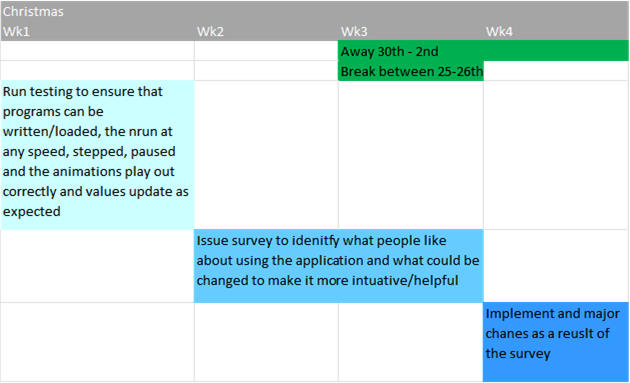 Christmas
Wk1 Wk2 Wk3 Wk4
Away 30th - 2nd
Break between 25-26th
Run testing to ensure that
programs can be
written/loaded, the nrun at
any speed, stepped, paused
and the animations play out
correctly and values update as
expected
Issue survey to idenitfy what people like
about using the application and what could be
changed to make it more intuative/helpful
Implement and major
chanes as a reuslt of
the survey